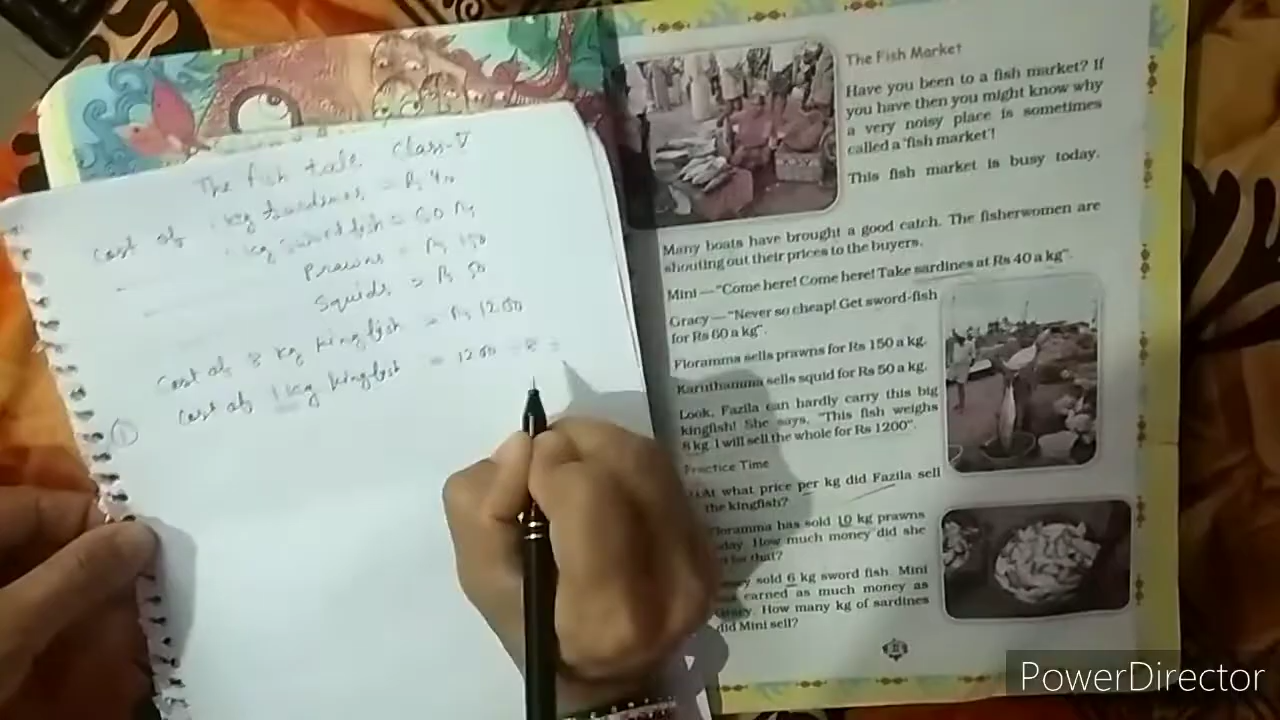 The fish tale. Class-V
Cost of 1 kg Sardines = Rs 40
1 kg swordfish = 60 Rs
Prawns = Rs 150
Squids = Rs 50
Cost of 8 kg kingfish = Rs 1200
① Cost of 1 kg kingfish = 1200 ÷ 8 =
The Fish Market
Have you been to a fish market? If
you have then you might know why
a very noisy place is sometimes
called a 'fish market'!
This fish market is busy today.
Many boats have brought a good catch. The fisherwomen are
shouting out their prices to the buyers.
Mini — "Come here! Come here! Take sardines at Rs 40 a kg".
Gracy — "Never so cheap! Get sword-fish
for Rs 60 a kg".
Floramma sells prawns for Rs 150 a kg.
Karuthamma sells squid for Rs 50 a kg.
Look, Fazila can hardly carry this big
kingfish! She says, "This fish weighs
8 kg. I will sell the whole for Rs 1200".
Practice Time
At what price per kg did Fazila sell
the kingfish?
Floramma has sold 10 kg prawns
How much money did she
for that?
sold 6 kg sword fish. Mini
earned as much money as
Gracy. How many kg of sardines
did Mini sell?
PowerDirector